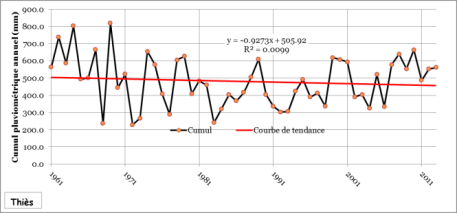 Cumul pluviométrique annuel (mm)
900.0
800.0
700.0
600.0
500.0
400.0
300.0
200.0
100.0
0.0
y = -0.9273x + 505.92
R² = 0.0099
Cumul
Courbe de tendance
1961
1971
1981
1991
2001
2011
Thiès